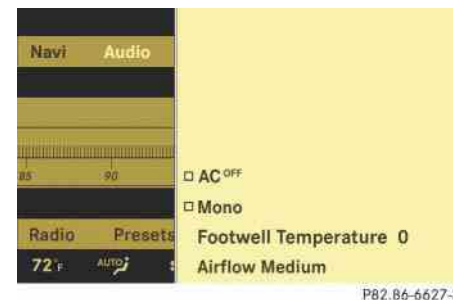 Navi Audio
85 90
AC OFF
Mono
Radio Presets
Footwell Temperature 0
72°F AUTO
Airflow Medium
P82.86-6627-